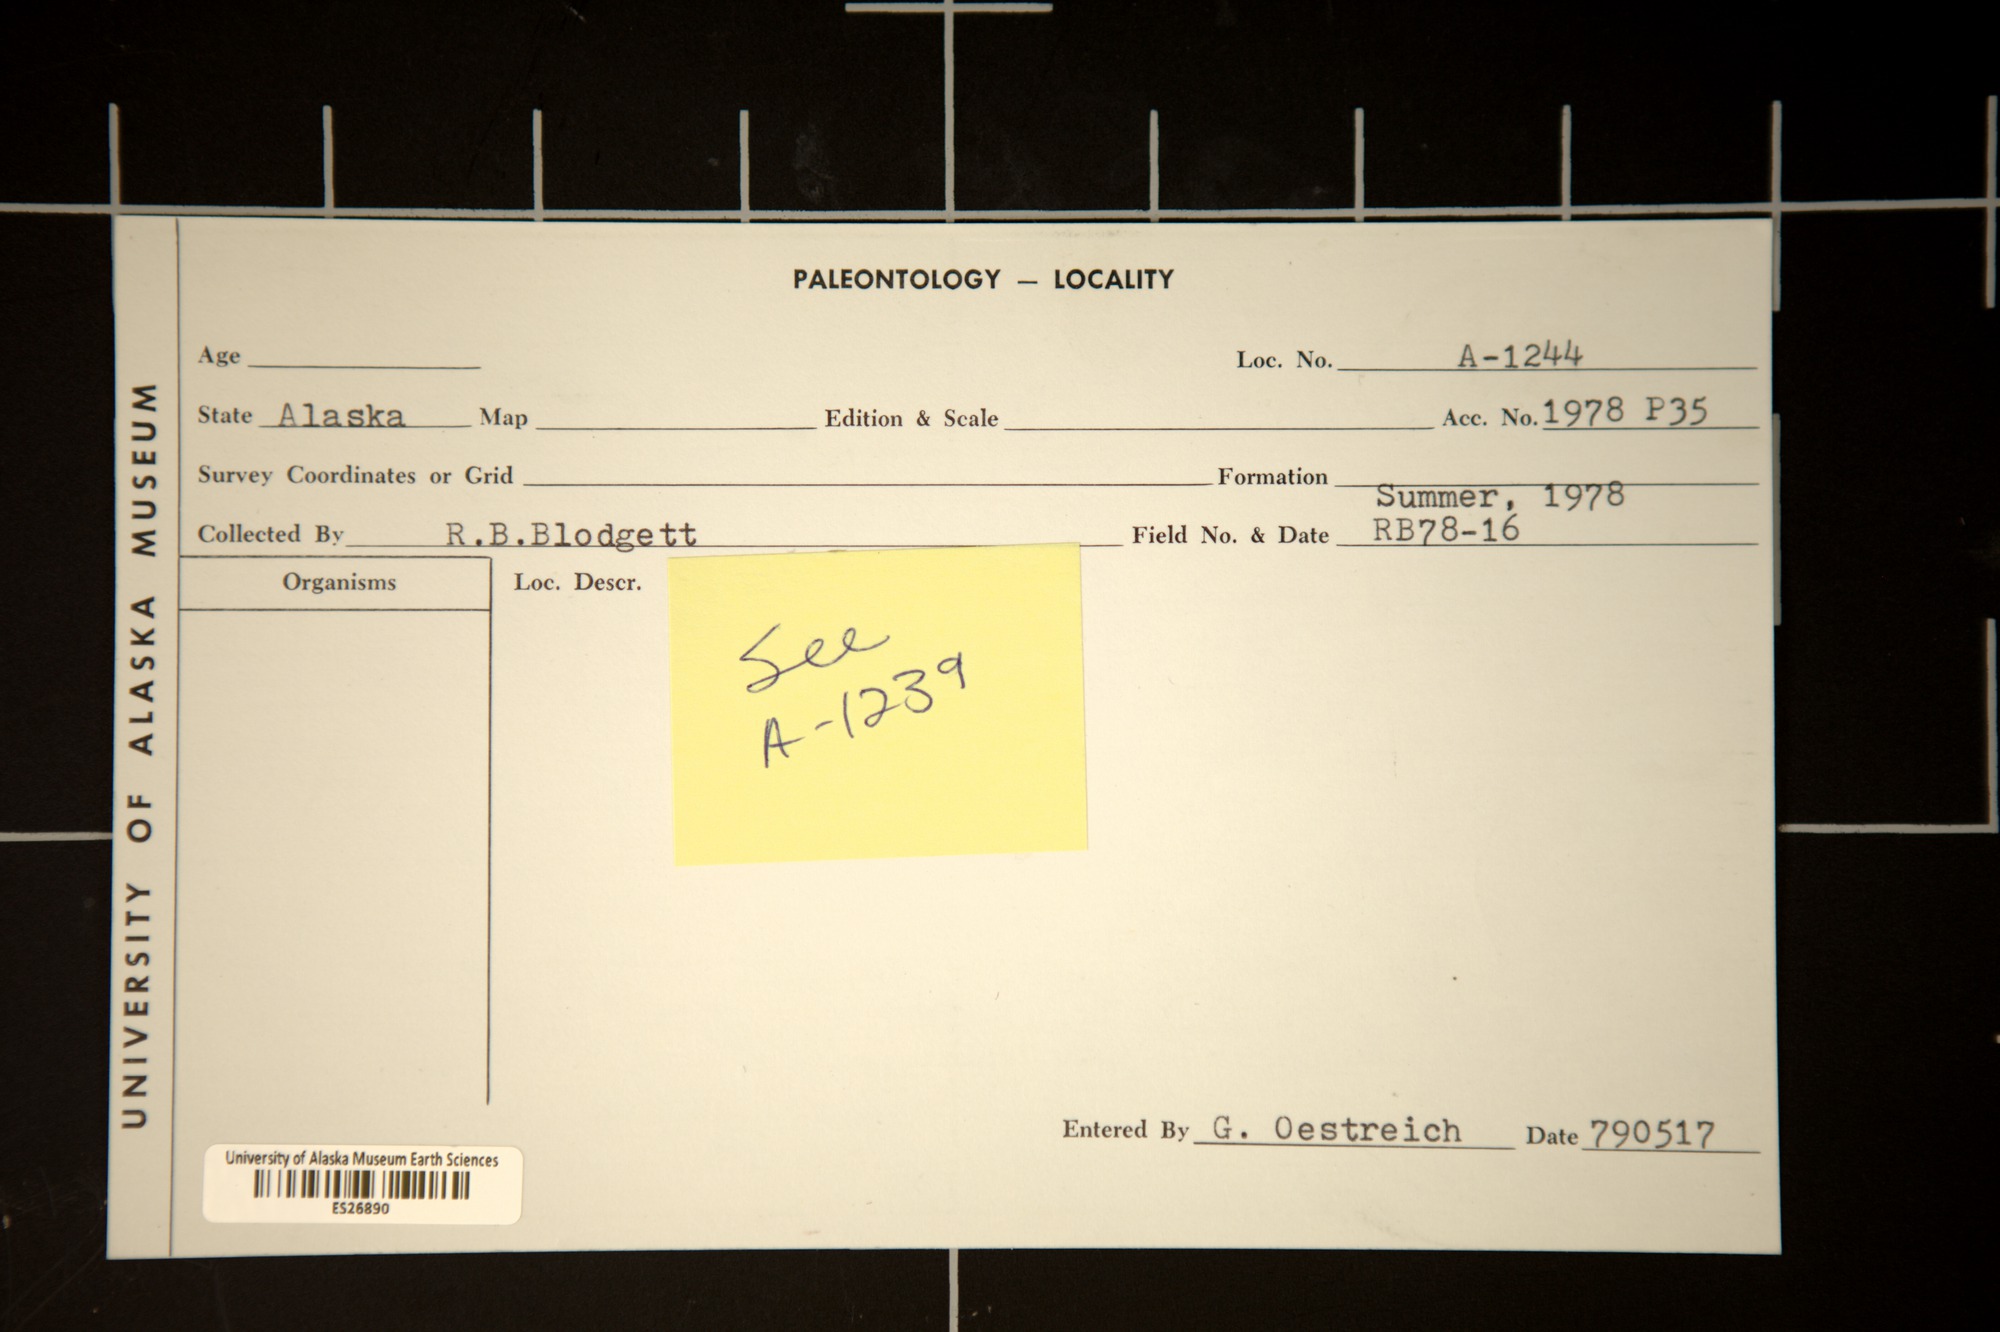 UNIVERSITY OF ALASKA MUSEUM
PALEONTOLOGY — LOCALITY
Age
Loc. No. A-1244
State Alaska Map Edition & Scale Acc. No. 1978 P35
Survey Coordinates or Grid Formation
Summer, 1978
Collected By R.B.Blodgett Field No. & Date RB78-16
Organisms Loc. Descr.
See
A-1239
Entered By G. Oestreich Date 790517
University of Alaska Museum Earth Sciences
ES26890